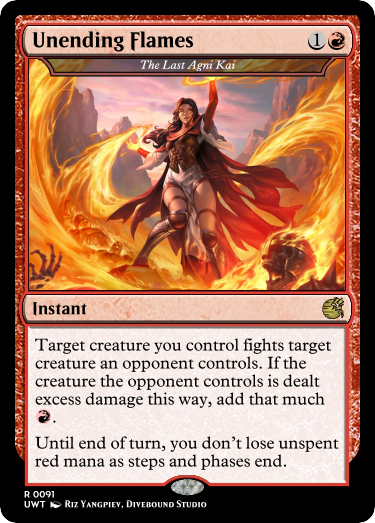 Unending Flames 1
The Last Agni Kai
Instant
Target creature you control fights target
creature an opponent controls. If the
creature the opponent controls is dealt
excess damage this way, add that much
.
Until end of turn, you don't lose unspent
red mana as steps and phases end.
R 0091
UWT Riz Yangpiev, Divebound Studio